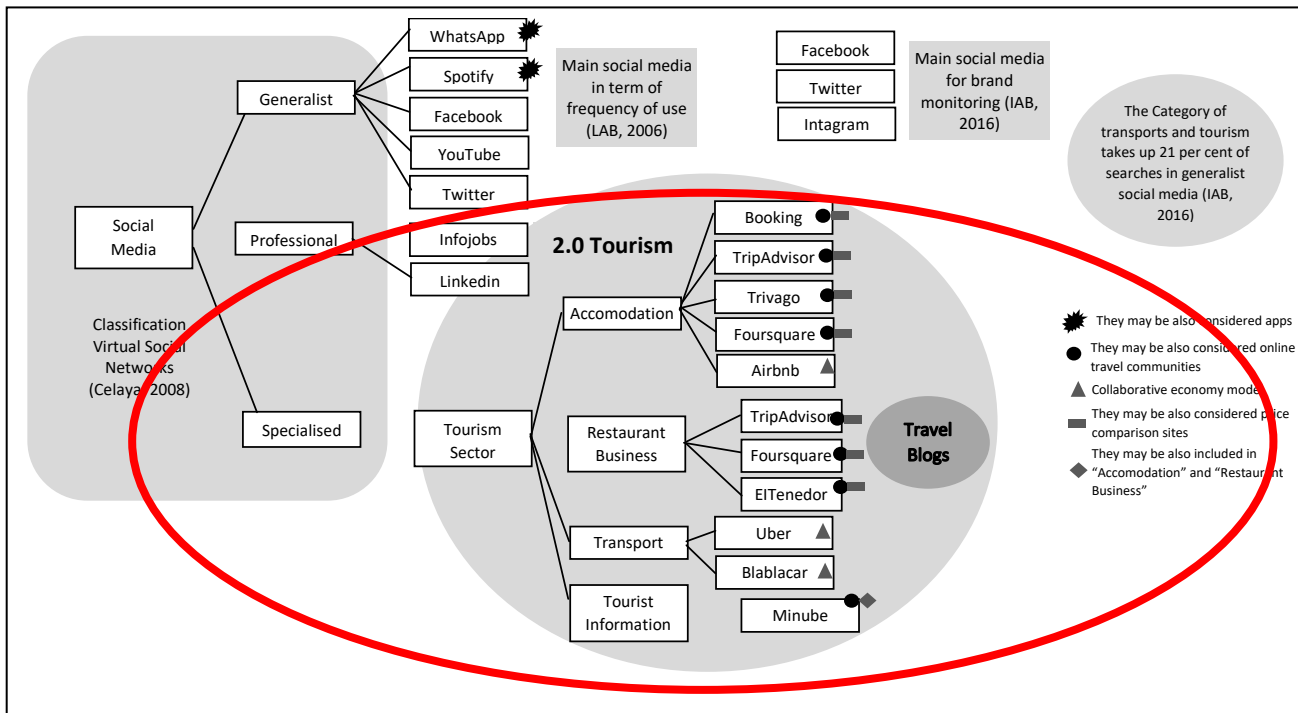 WhatsApp
Spotify
Generalist
Facebook
YouTube
Twitter
Main social media
in term of
frequency of use
(LAB, 2006)
Facebook
Twitter
Intagram
Main social media
for brand
monitoring (IAB,
2016)
The Category of
transports and tourism
takes up 21 per cent of
searches in generalist
social media (IAB,
2016)
Social
Media
Professional
Infojobs
Linkedin
Classification
Virtual Social
Networks
(Celaya, 2008)
Specialised
2.0 Tourism
Booking
TripAdvisor
Accomodation
Trivago
Foursquare
Airbnb
Tourism
Sector
Restaurant
Business
TripAdvisor
Foursquare
ElTenedor
Travel
Blogs
Transport
Uber
Blablacar
Tourist
Information
Minube
They may be also considered apps
They may be also considered online
travel communities
Collaborative economy model
They may be also considered price
comparison sites
They may be also included in
“Accomodation” and “Restaurant
Business”